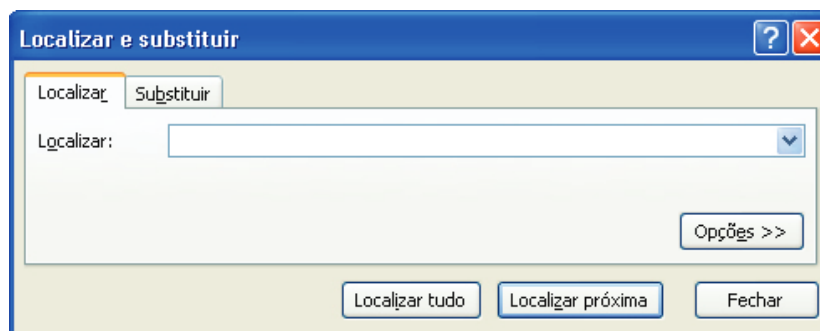 Localizar e substituir
Localizar Substituir
Localizar:
Opções >>
Localizar tudo Localizar próxima Fechar